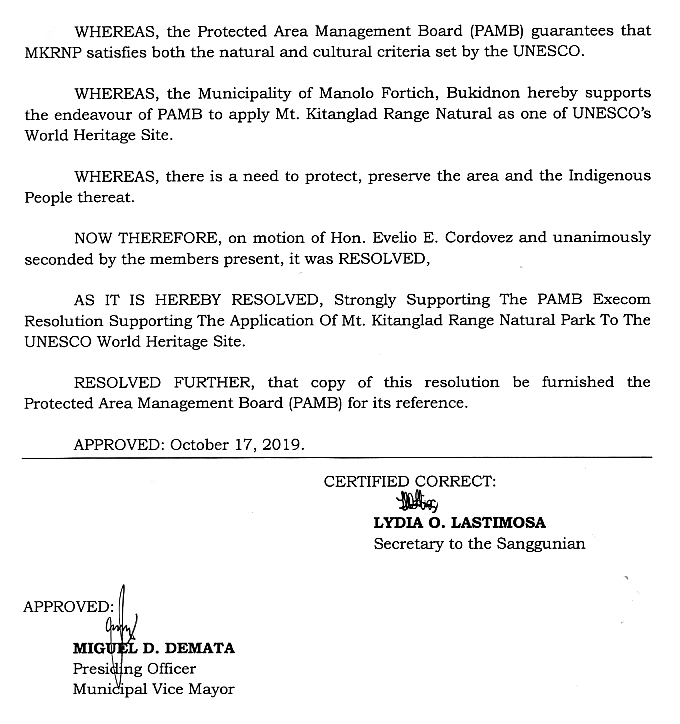 WHEREAS, the Protected Area Management Board (PAMB) guarantees that
MKRNP satisfies both the natural and cultural criteria set by the UNESCO.
WHEREAS, the Municipality of Manolo Fortich, Bukidnon hereby supports
the endeavour of PAMB to apply Mt. Kitanglad Range Natural as one of UNESCO's
World Heritage Site.
WHEREAS, there is a need to protect, preserve the area and the Indigenous
People thereat.
NOW THEREFORE, on motion of Hon. Evelio E. Cordovez and unanimously
seconded by the members present, it was RESOLVED,
AS IT IS HEREBY RESOLVED, Strongly Supporting The PAMB Execom
Resolution Supporting The Application Of Mt. Kitanglad Range Natural Park To The
UNESCO World Heritage Site.
RESOLVED FURTHER, that copy of this resolution be furnished the
Protected Area Management Board (PAMB) for its reference.
APPROVED: October 17, 2019.
CERTIFIED CORRECT:
LYDIA O. LASTIMOSA
Secretary to the Sanggunian
APPROVED:
MIGUEL D. DEMATA
Presiding Officer
Municipal Vice Mayor